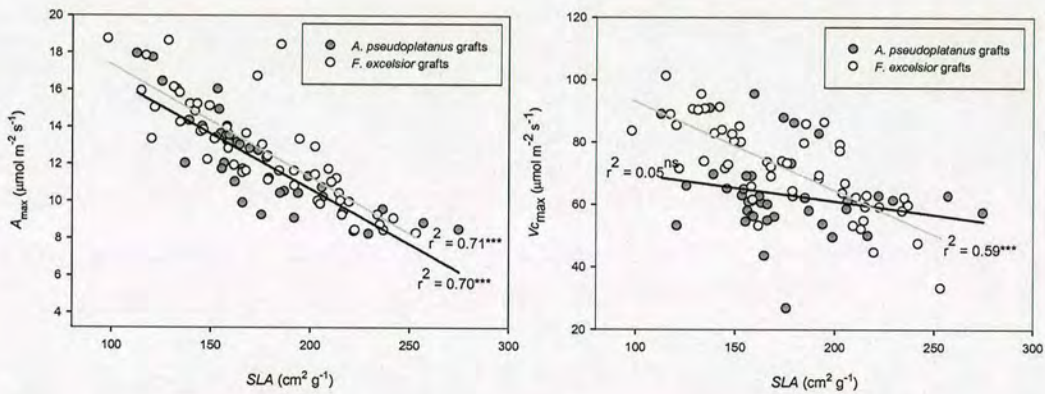 A. pseudoplatanus grafts
F. excelsior grafts
A max (μmol m-2 s-1)
18
16
14
12
10
8
6
4
r2 = 0.71***
r2 = 0.70***
100 150 200 250 300
SLA (cm2 g-1)
A. pseudoplatanus grafts
F. excelsior grafts
Vcmax (μmol m-2 s-1)
120
100
80
60
40
20
r2 = 0.05ns
r2 = 0.59***
100 150 200 250 300
SLA (cm2 g-1)